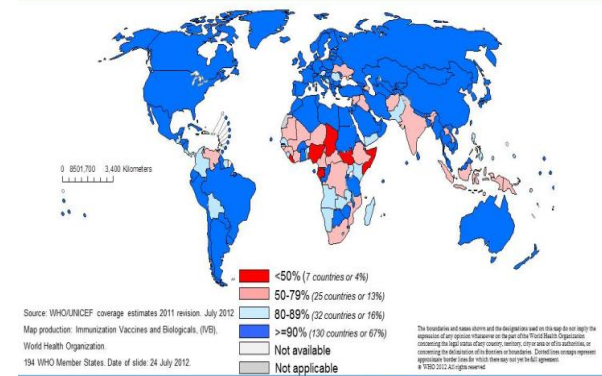 0 8501,700 3,400 Kilometers
<50% (7 countries or 4%)
50-79% (25 countries or 13%)
80-89% (32 countries or 16%)
>=90% (130 countries or 67%)
Not available
Not applicable
Source: WHO/UNICEF coverage estimates 2011 revision. July 2012
Map production: Immunization Vaccines and Biologicals, (IVB),
World Health Organization.
194 WHO Member States. Date of slide: 24 July 2012.
The boundaries and names shown and the designations used on this map do not imply the
expression of any opinion whatsoever on the part of the World Health Organization
concerning the legal status of any country, territory, city or area or of its authorities, or
concerning the delimitation of its frontiers or boundaries. Dotted lines on maps represent
approximate border lines for which there may not yet be full agreement.
© WHO 2012. All rights reserved